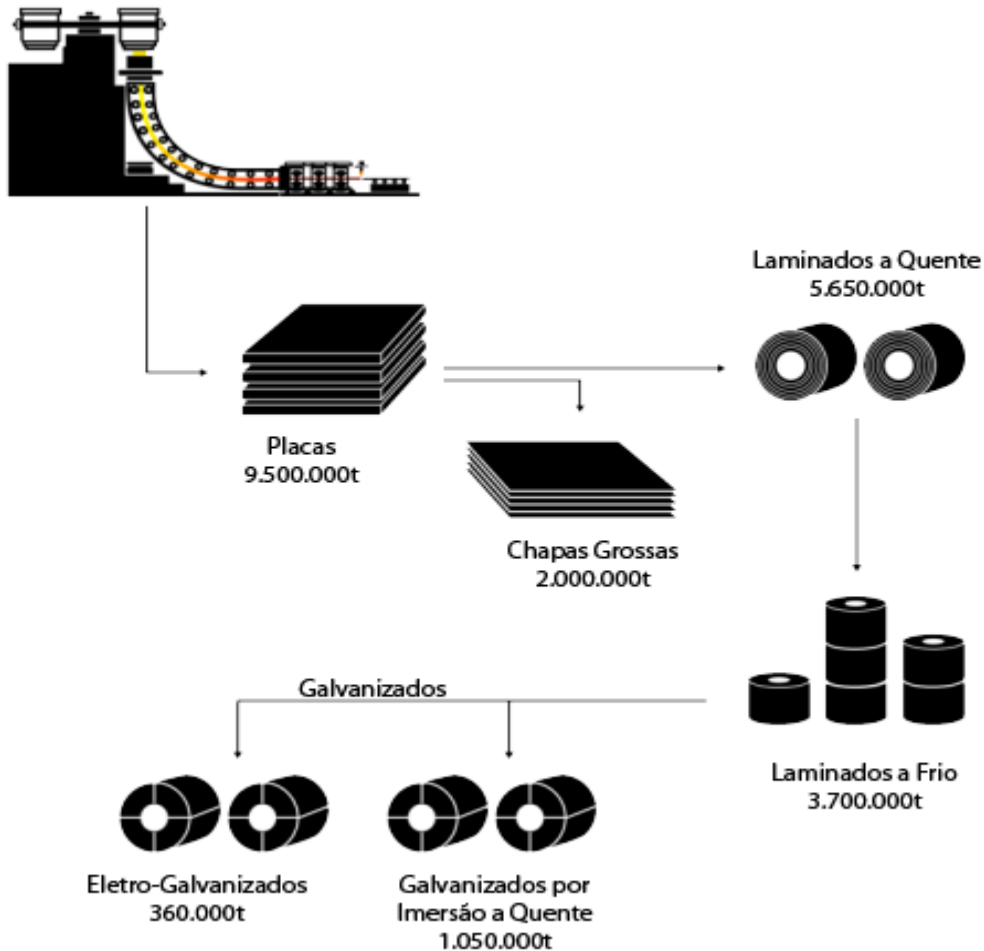 Laminados a Quente
5.650.000t
Placas
9.500.000t
Chapas Grossas
2.000.000t
Galvanizados
Laminados a Frio
3.700.000t
Eletro-Galvanizados
360.000t
Galvanizados por
Imersáo a Quente
1.050.000t